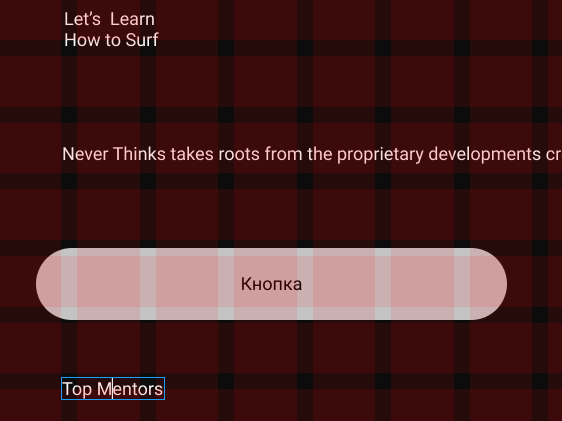 Let’s  Learn
How to Surf
Never Thinks takes roots from the proprietary developments cr
Кнопка
Top Mentors